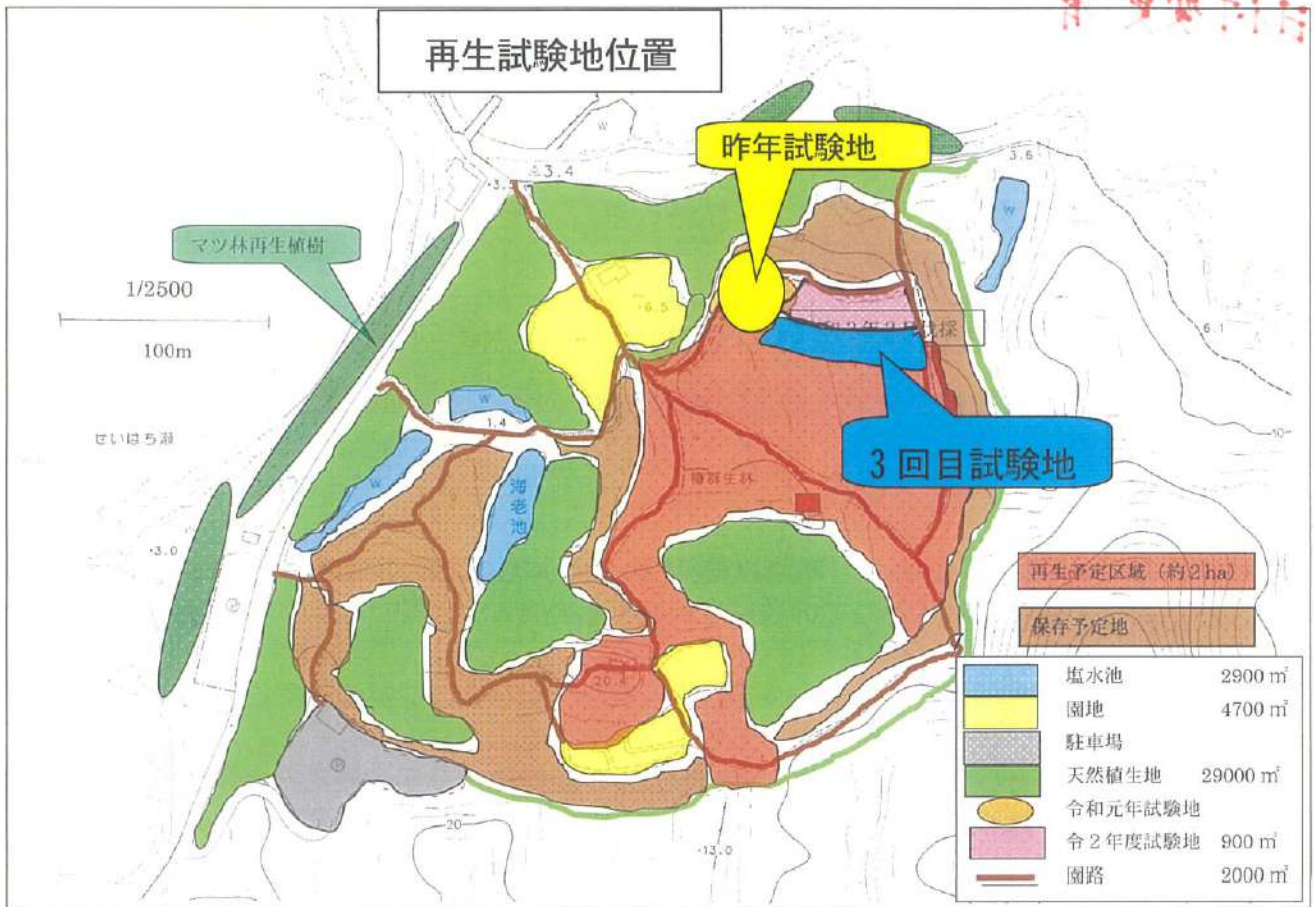 再生試験地位置
昨年試験地
3.6
3.4
W
マツ林再生植樹
1/2500
100m
6.5
6.1
W
1.4
W
せいはち瀬
海老池
3回目試験地
10
3.0
再生予定区域（約２ha）
保存予定地
20.4
Ⓟ
20
13.0
塩水池 2900㎡
園地 4700㎡
駐車場
天然植生地 29000㎡
令和元年試験地
令２年度試験地 900㎡
園路 2000㎡